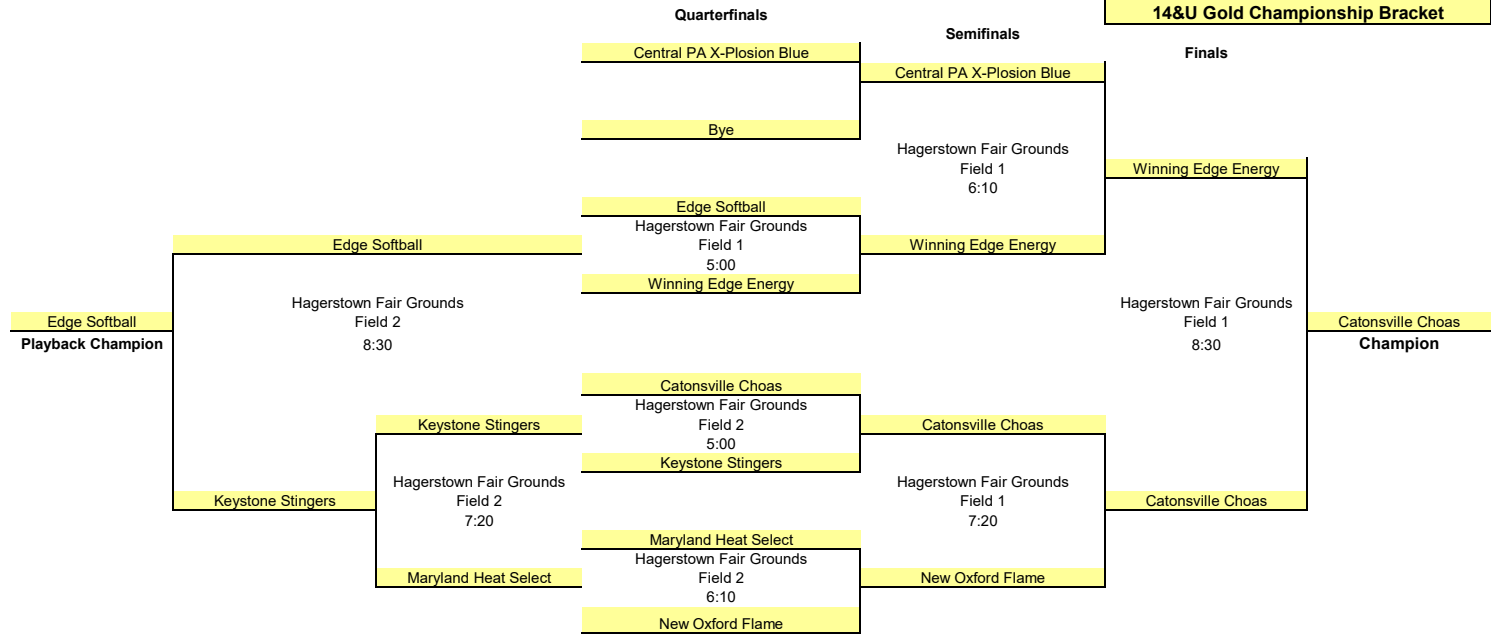 Quarterfinals
14&U Gold Championship Bracket
Semifinals
Central PA X-Plosion Blue
Finals
Central PA X-Plosion Blue
Bye
Hagerstown Fair Grounds
Field 1
6:10
Winning Edge Energy
Edge Softball
Hagerstown Fair Grounds
Field 1
5:00
Edge Softball
Winning Edge Energy
Winning Edge Energy
Hagerstown Fair Grounds
Field 2
8:30
Hagerstown Fair Grounds
Field 1
8:30
Edge Softball
Playback Champion
Catonsville Choas
Champion
Catonsville Choas
Hagerstown Fair Grounds
Field 2
5:00
Keystone Stingers
Catonsville Choas
Keystone Stingers
Hagerstown Fair Grounds
Field 2
7:20
Hagerstown Fair Grounds
Field 1
7:20
Keystone Stingers
Catonsville Choas
Maryland Heat Select
Hagerstown Fair Grounds
Field 2
6:10
Maryland Heat Select
New Oxford Flame
New Oxford Flame